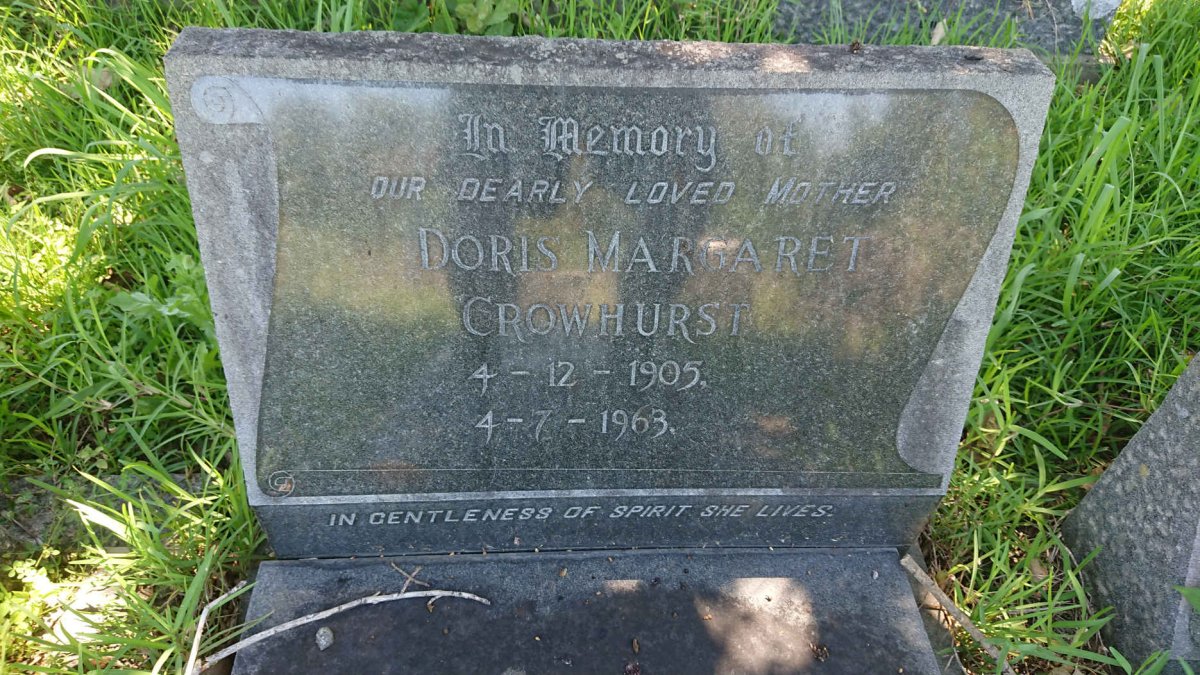 In Memory of
OUR DEARLY LOVED MOTHER
DORIS MARGARET
CROWHURST
4 - 12 - 1905.
4 - 7 - 1963.
IN GENTLENESS OF SPIRIT SHE LIVES.